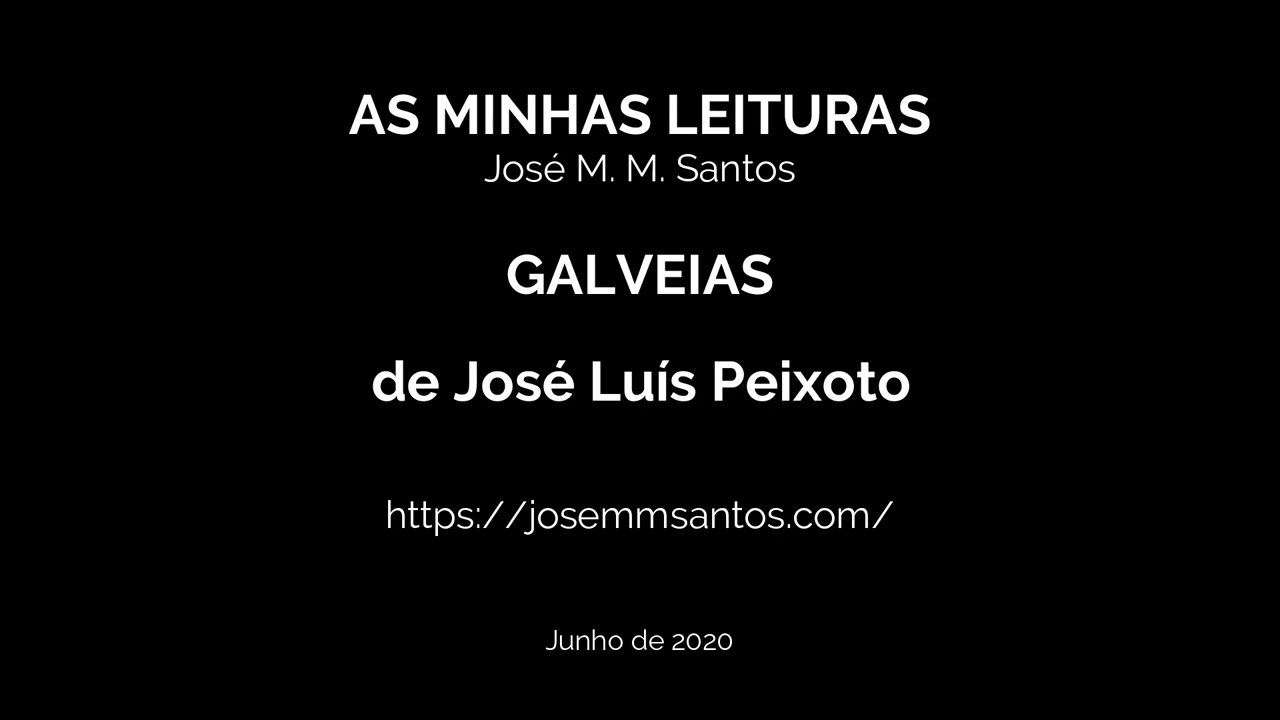 AS MINHAS LEITURAS
José M. M. Santos
GALVEIAS
de José Luís Peixoto
https://josemmsantos.com/
Junho de 2020